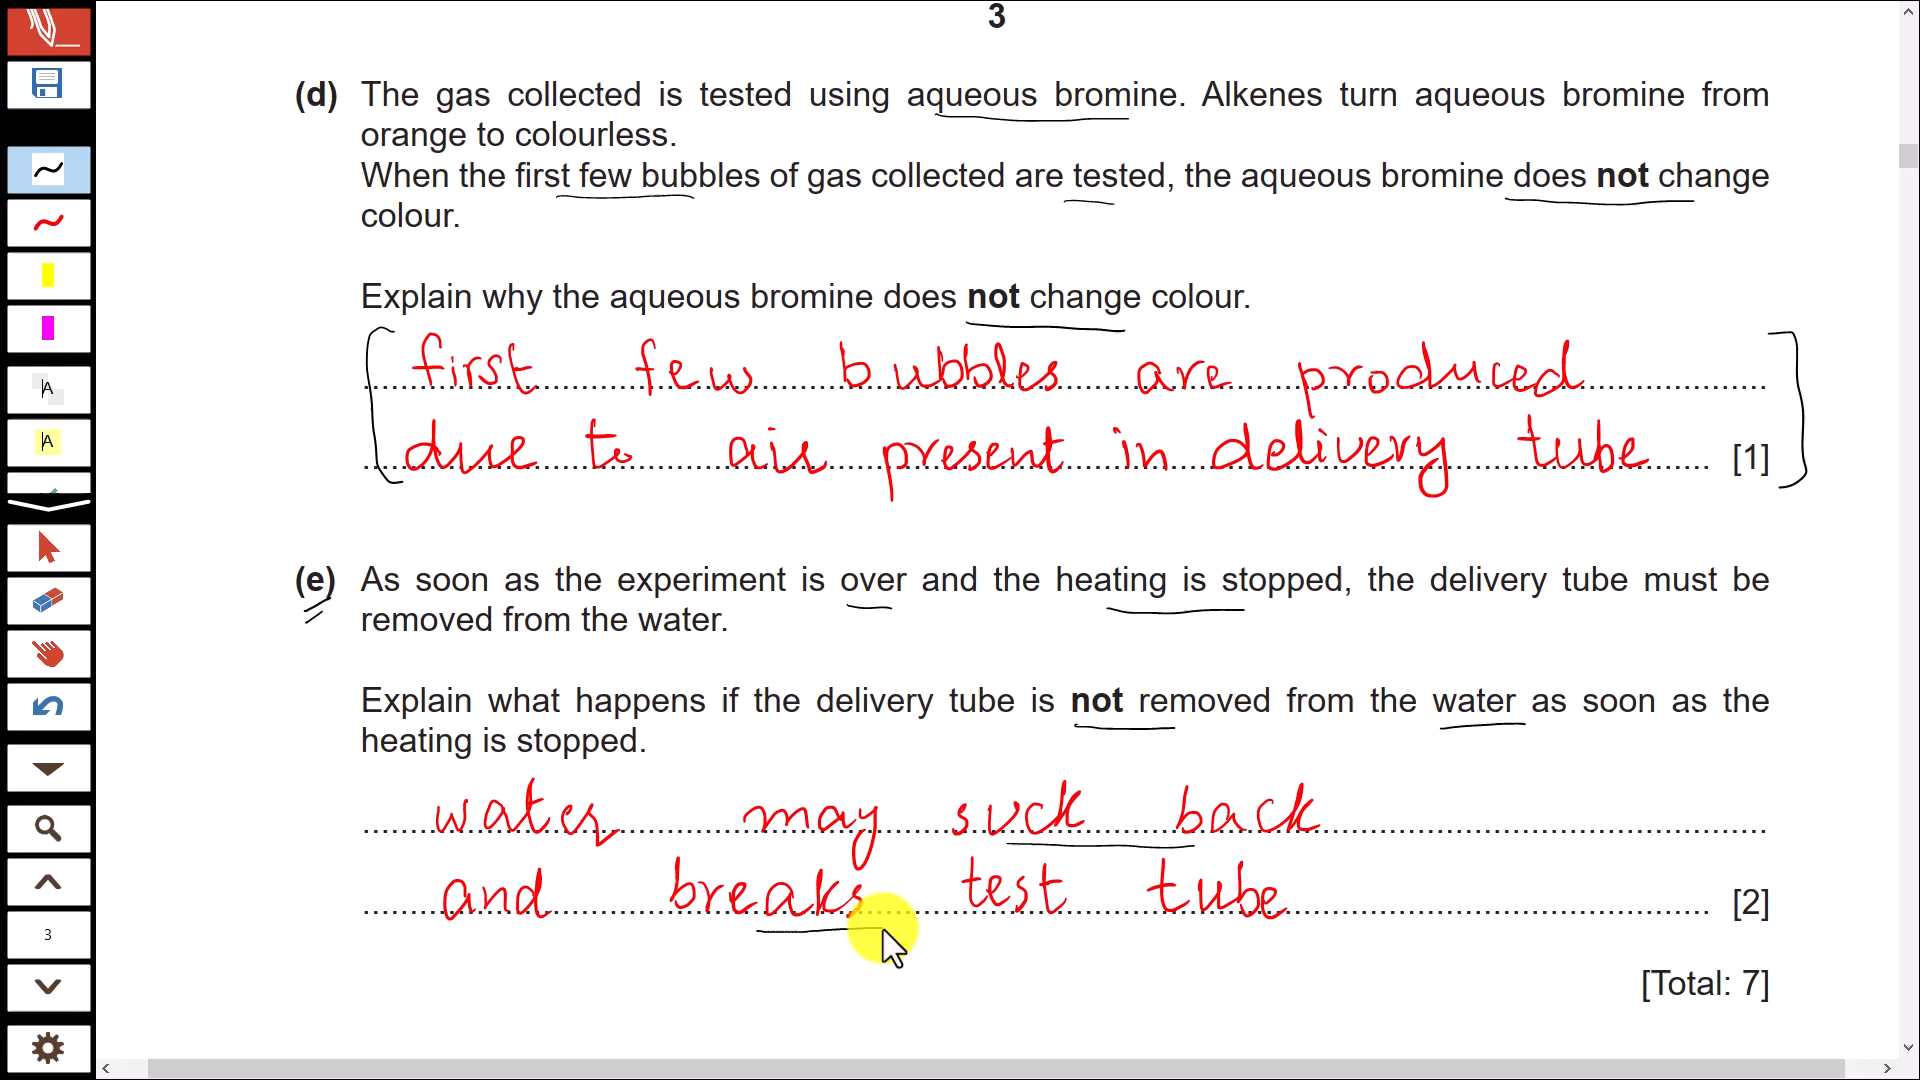 3
(d) The gas collected is tested using aqueous bromine. Alkenes turn aqueous bromine from
orange to colourless.
When the first few bubbles of gas collected are tested, the aqueous bromine does not change
colour.
Explain why the aqueous bromine does not change colour.
first few bubbles are produced
due to air present in delivery tube [1]
(e) As soon as the experiment is over and the heating is stopped, the delivery tube must be
removed from the water.
Explain what happens if the delivery tube is not removed from the water as soon as the
heating is stopped.
water may suck back
and breaks test tube [2]
[Total: 7]
A
A
3